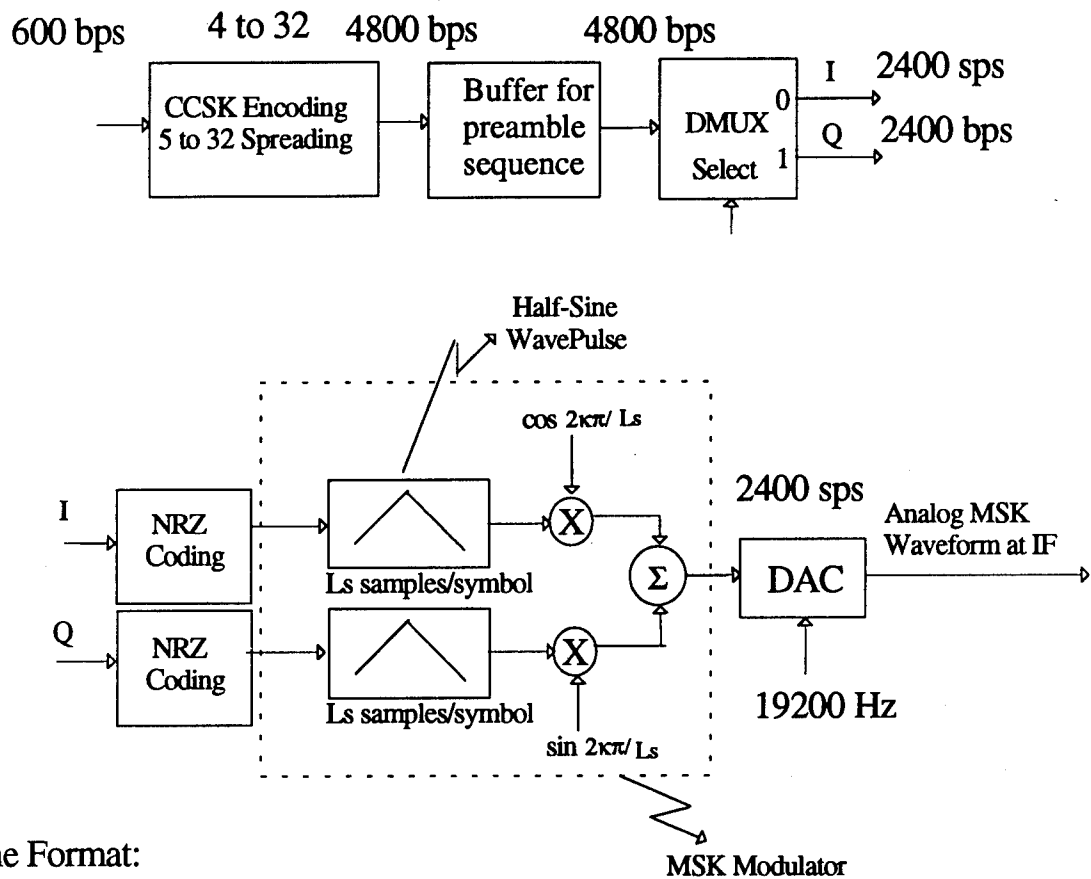 600 bps
4 to 32
4800 bps
4800 bps
CCSK Encoding
5 to 32 Spreading
Buffer for
preamble
sequence
DMUX
Select
0
1
I
2400 sps
Q
2400 bps
Half-Sine
WavePulse
cos 2κπ/ Ls
I
NRZ
Coding
Ls samples/symbol
X
Σ
2400 sps
DAC
Analog MSK
Waveform at IF
Q
NRZ
Coding
Ls samples/symbol
X
19200 Hz
sin 2κπ/Ls
ne Format:
MSK Modulator